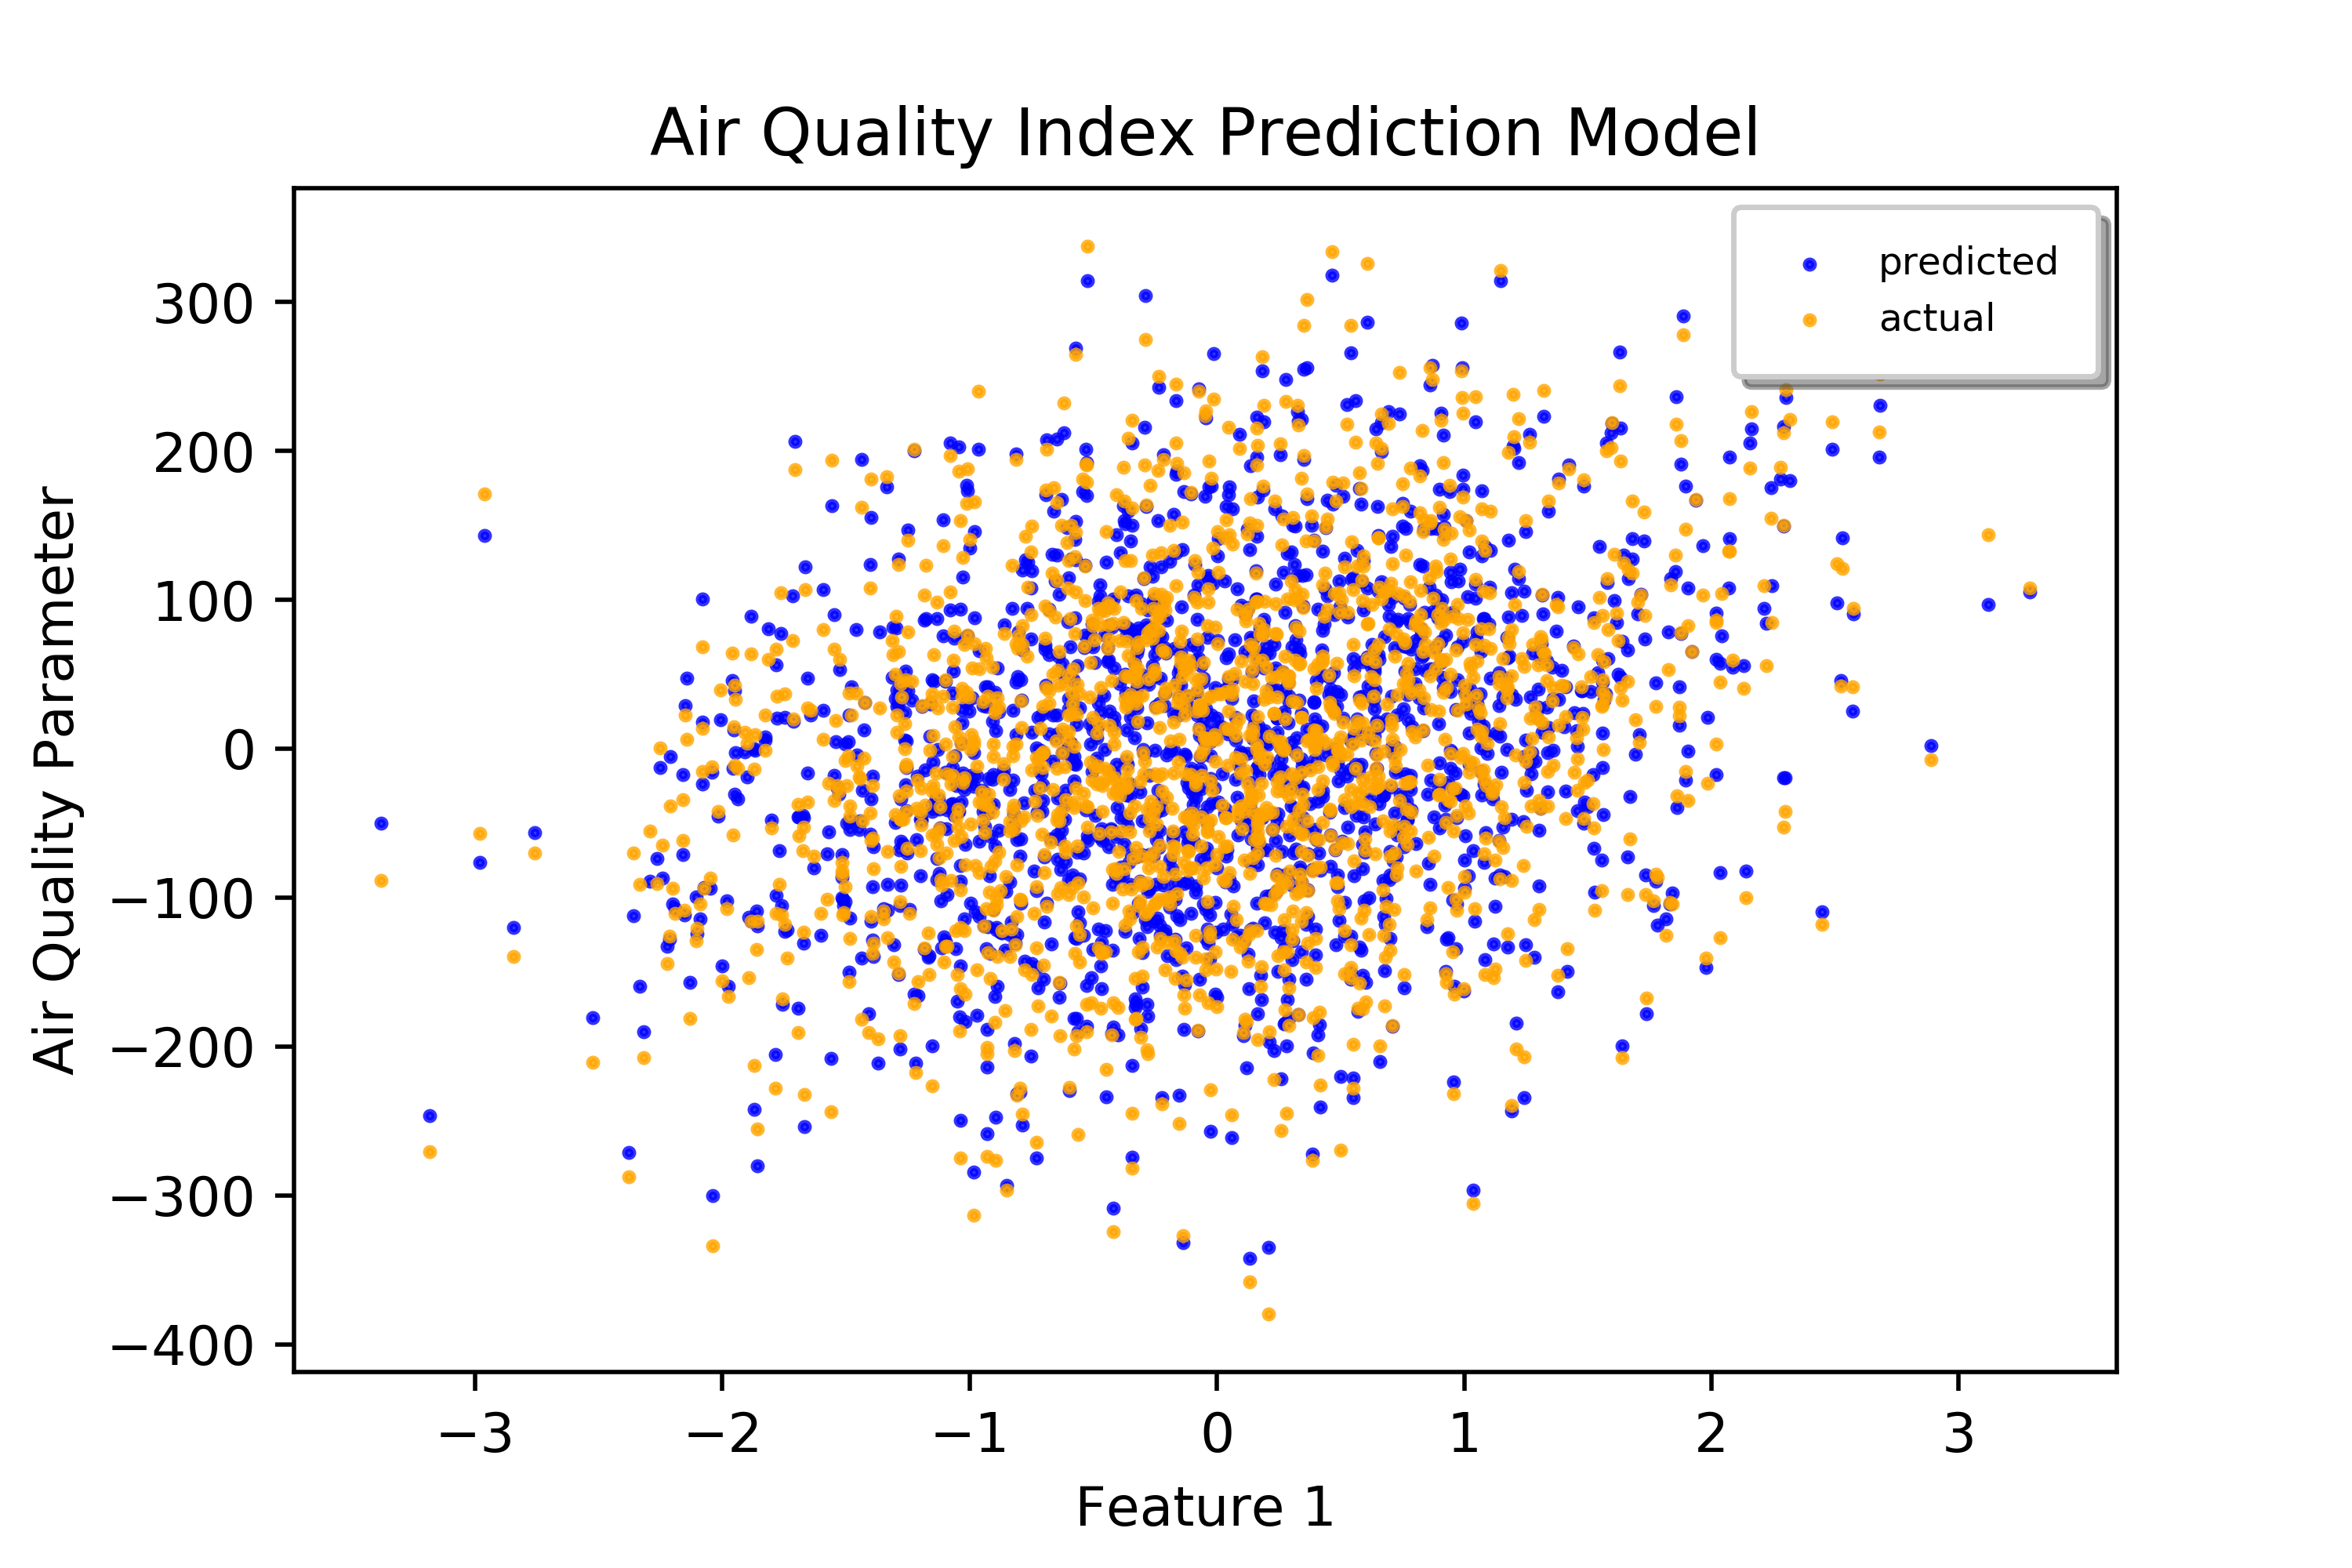 Air Quality Index Prediction Model
predicted
actual
Air Quality Parameter
300
200
100
0
−100
−200
−300
−400
−3 −2 −1 0 1 2 3
Feature 1